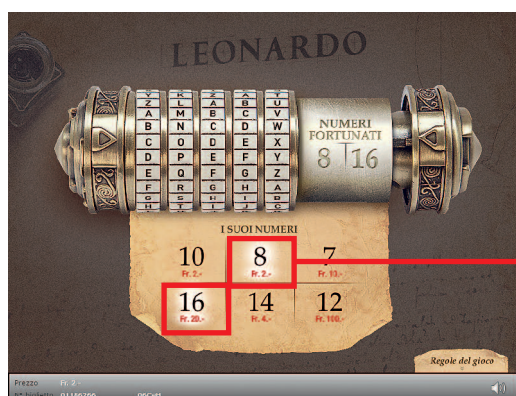 LEONARDO
NUMERI
FORTUNATI
8 16
I SUOI NUMERI
10 8 7
Fr. 2.- Fr. 2.- Fr. 10.-
16 14 12
Fr. 20.- Fr. 4.- Fr. 100.-
Regole del gioco
Prezzo Fr. 2.-